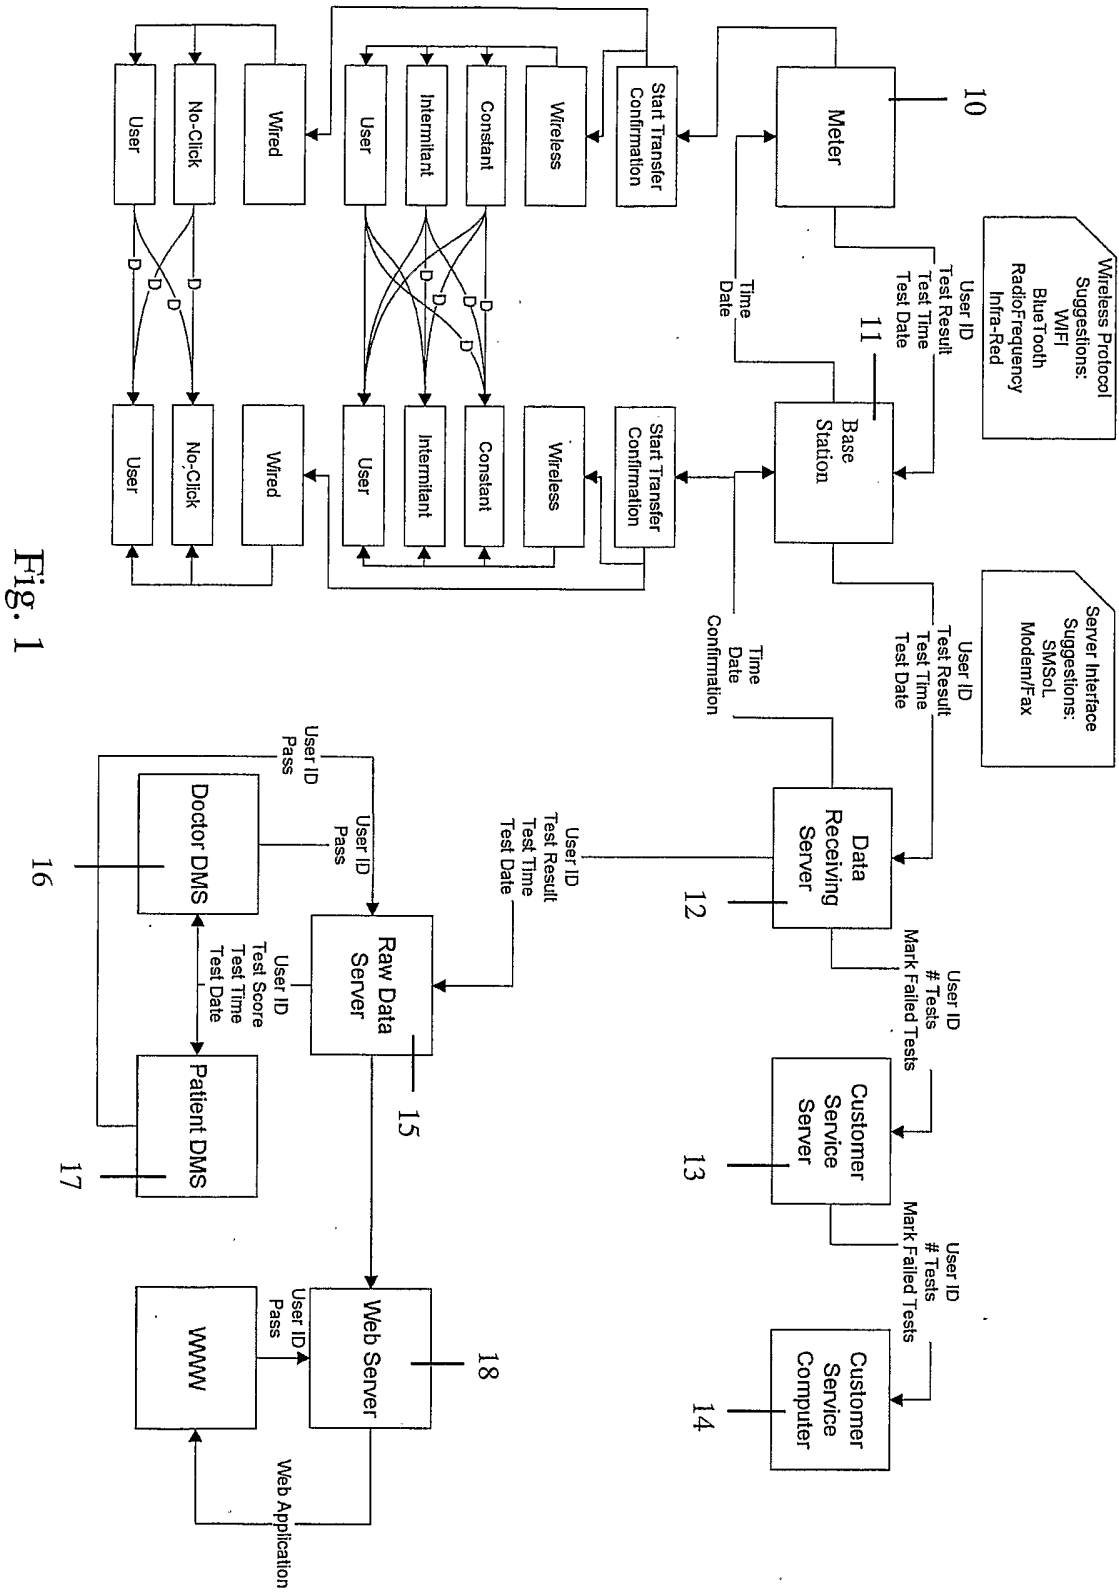 Wireless Protocol
Suggestions:
WIFI
BlueTooth
RadioFrequency
Infra-Red
Server Interface
Suggestions:
SMSoL
Modem/Fax
User ID
Test Result
Test Time
Test Date
User ID
Test Result
Test Time
Test Date
User ID
# Tests
Mark Failed Tests
User ID
# Tests
Mark Failed Tests
10
Meter
11
Base
Station
Data
Receiving
Server
Customer
Service
Server
Customer
Service
Computer
Time
Date
Time
Date
Confirmation
12
13
14
Start Transfer
Confirmation
Start Transfer
Confirmation
Wireless
Wireless
User ID
Test Result
Test Time
Test Date
Constant
D
Constant
Intermitant
D
D
D
Intermitant
User
User
18
15
Raw Data
Server
Web Server
User ID
Pass
User ID
Pass
User ID
Test Score
Test Time
Test Date
User ID
Pass
Web Application
Wired
Wired
No-Click
D
No-Click
D
D
User
D
User
Doctor DMS
Patient DMS
WWW
16
17
Fig. 1